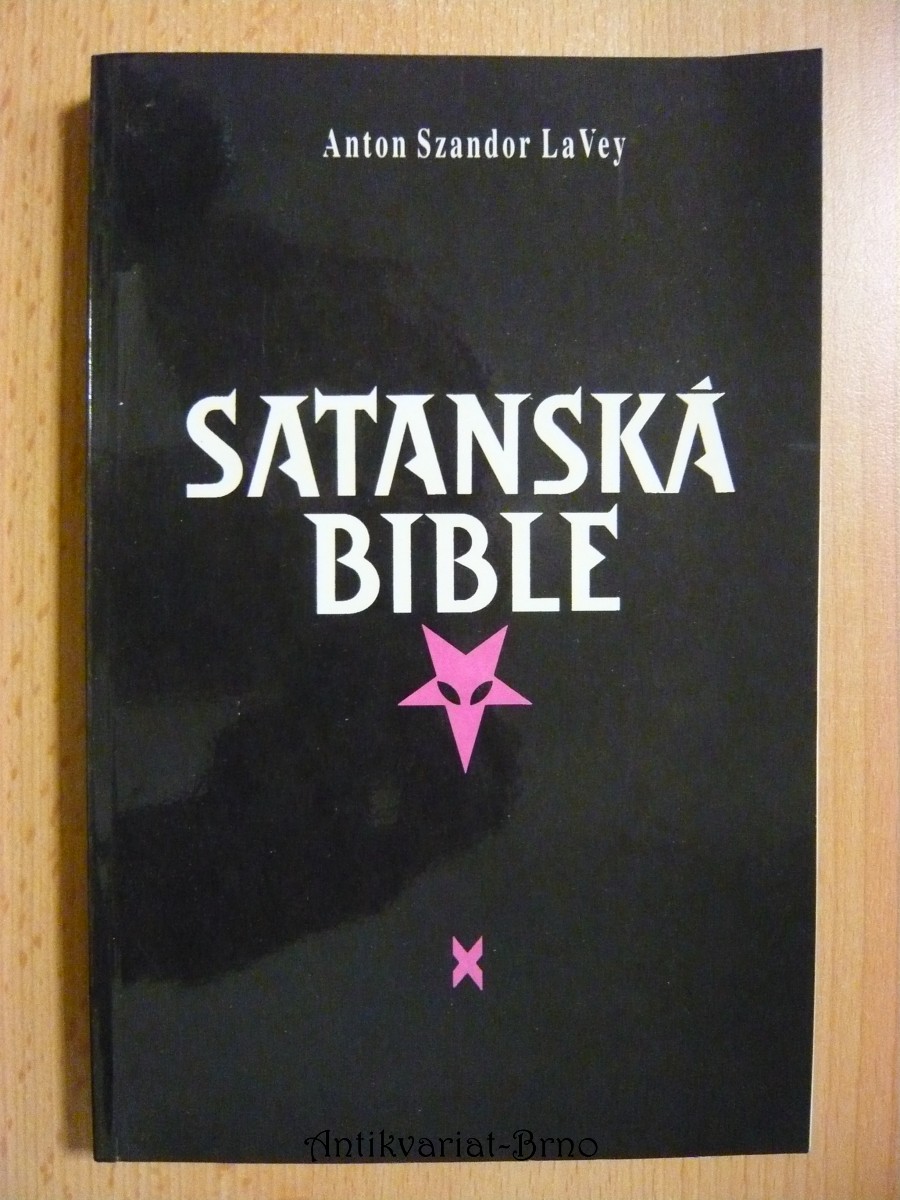 Anton Szandor LaVey
SATANSKÁ
BIBLE
X
Antikvariat-Brno